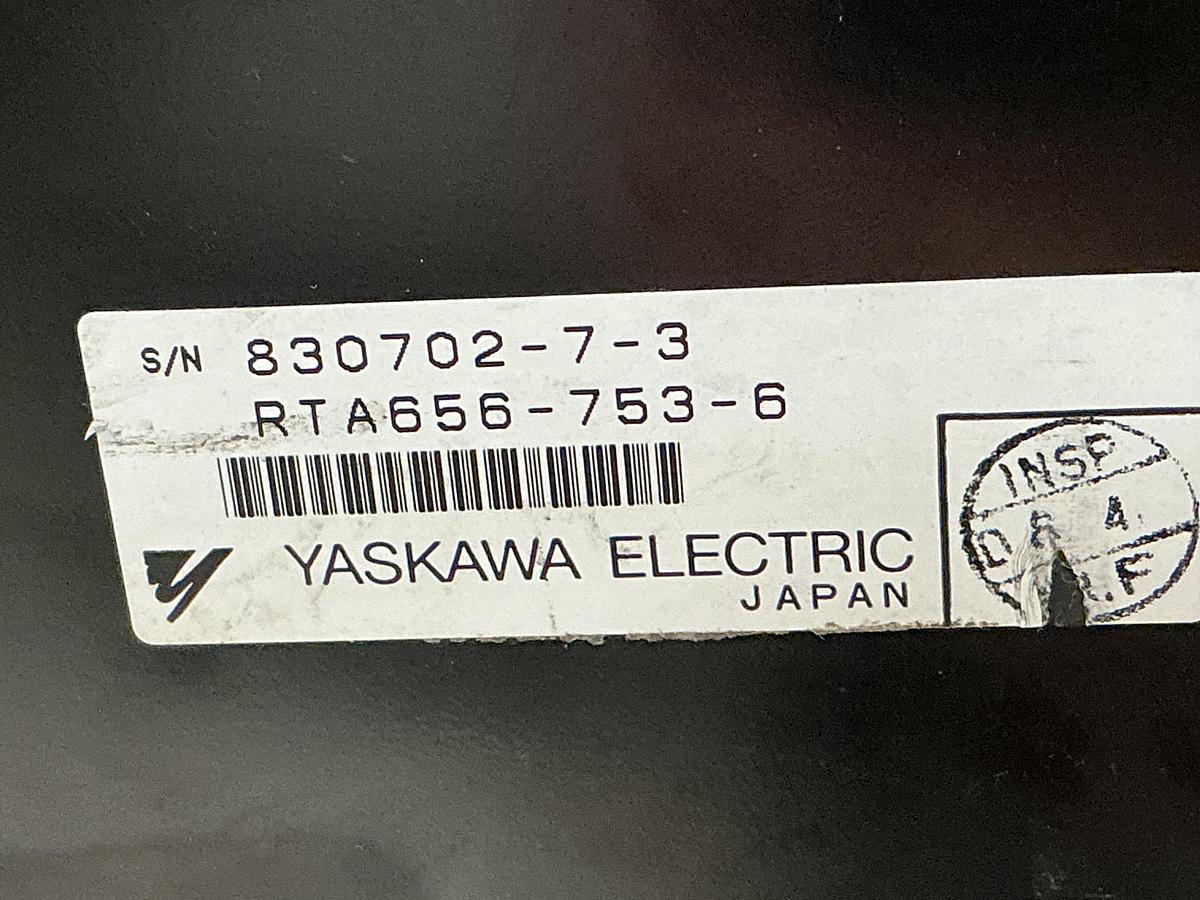 S/N 830702-7-3
RTA656-753-6
YASKAWA ELECTRIC
JAPAN
INSP